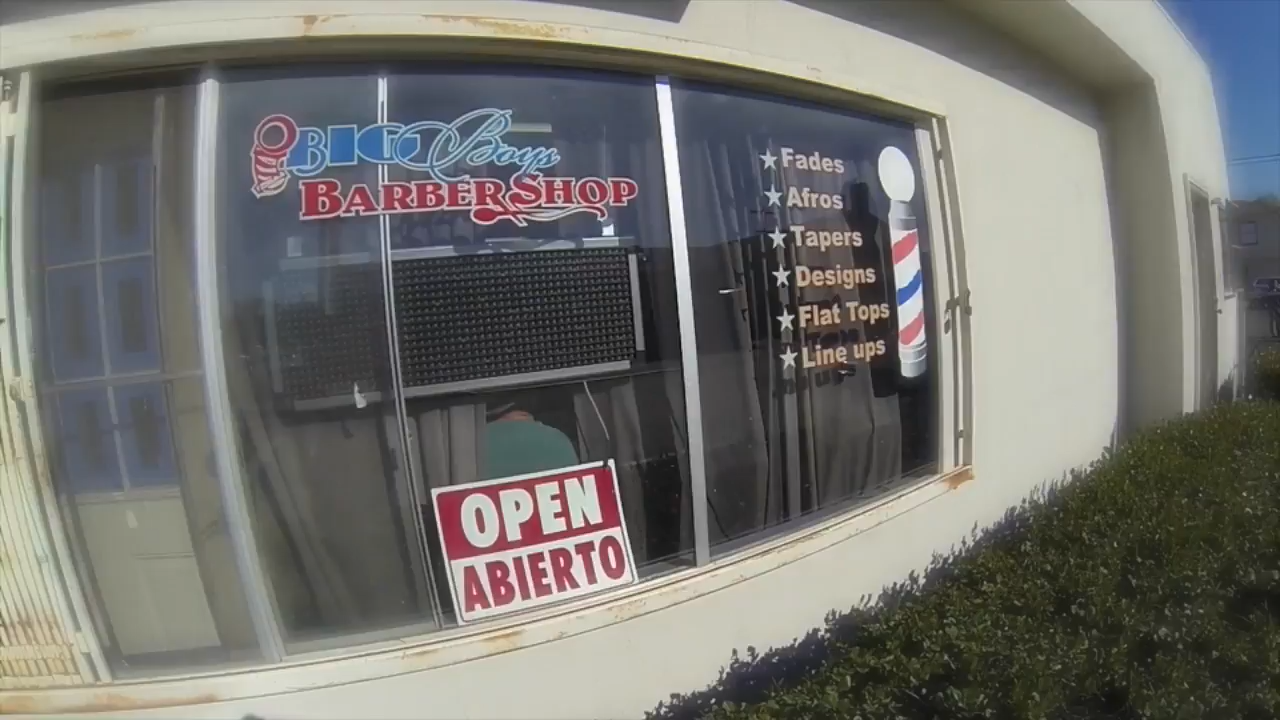 BIG Boys
BARBERSHOP
Fades
Afros
Tapers
Designs
Flat Tops
Line ups
OPEN
ABIERTO